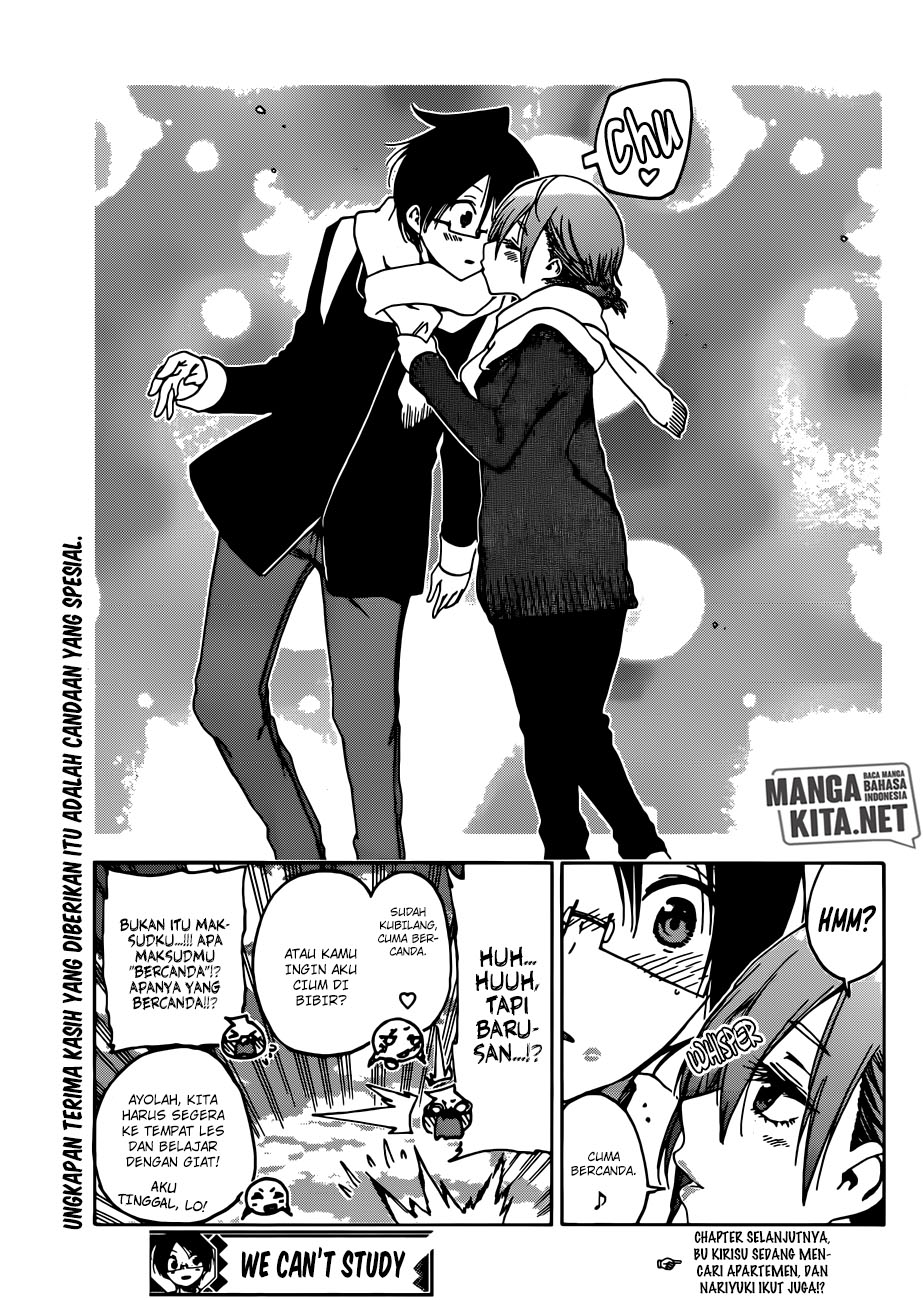 Chu
MANGA
KITA.NET
BACA MANGA
BAHASA
INDONESIA
UNGKAPAN TERIMA KASIH YANG DIBERIKAN ITU ADALAH CANDAAN YANG SPESIAL.
HMM?
WHISPER
CUMA
BERCANDA.
HUH...
HUUH,
TAPI
BARU-
SAN...!?
SUDAH
KUBILANG,
CUMA BER-
CANDA.
ATAU KAMU
INGIN AKU
CIUM DI
BIBIR?
BUKAN ITU MAK-
SUDKU...!!! APA
MAKSUDMU
"BERCANDA"!?
APANYA YANG
BERCANDA!!?
AYOLAH, KITA
HARUS SEGERA
KE TEMPAT LES
DAN BELAJAR
DENGAN GIAT!
AKU
TINGGAL, LO!
WE CAN'T STUDY
CHAPTER SELANJUTNYA,
BU KIRISU SEDANG MEN-
CARI APARTEMEN, DAN
NARIYUKI IKUT JUGA!?